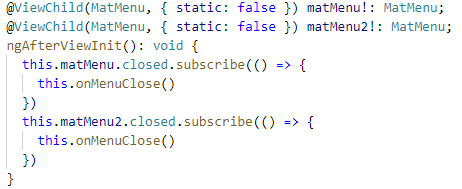 @ViewChild(MatMenu, { static: false }) matMenu!: MatMenu;
@ViewChild(MatMenu, { static: false }) matMenu2!: MatMenu;
ngAfterViewInit(): void {
  this.matMenu.closed.subscribe(() => {
    this.onMenuClose()
  })
  this.matMenu2.closed.subscribe(() => {
    this.onMenuClose()
  })
}